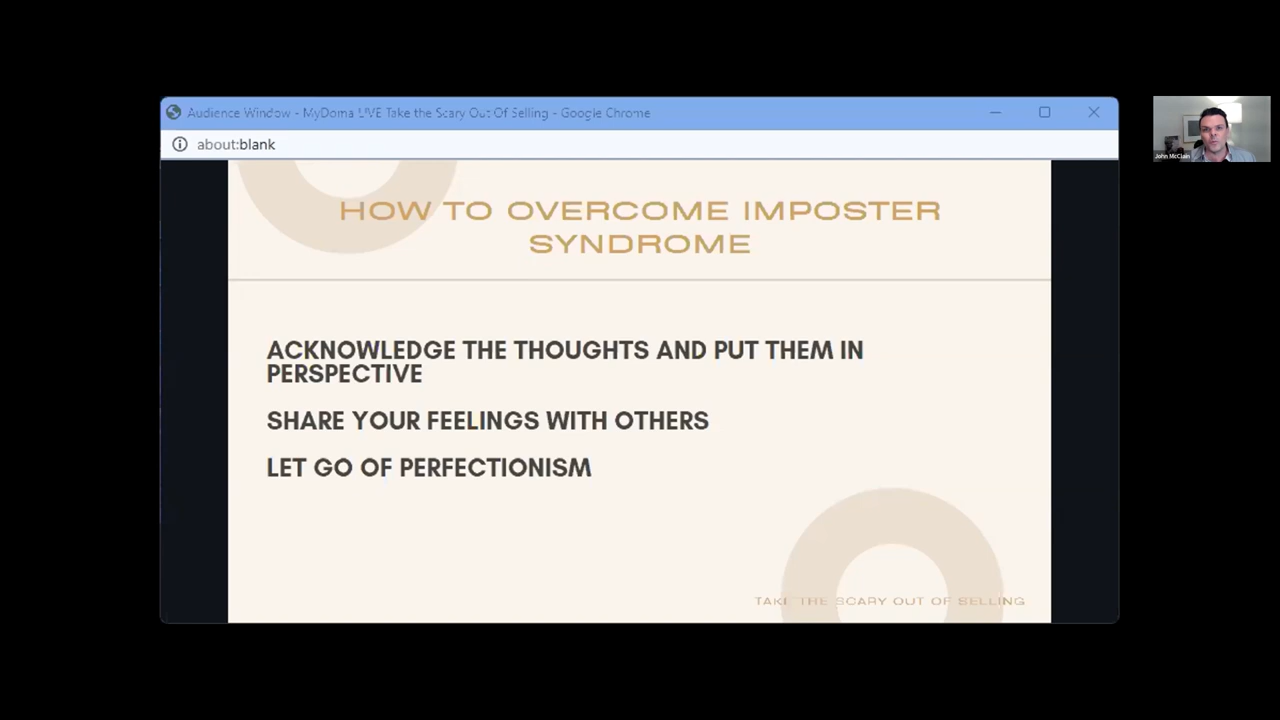 Audience Window - MyDoma LIVE Take the Scary Out Of Selling - Google Chrome
about:blank
HOW TO OVERCOME IMPOSTER
SYNDROME
ACKNOWLEDGE THE THOUGHTS AND PUT THEM IN
PERSPECTIVE
SHARE YOUR FEELINGS WITH OTHERS
LET GO OF PERFECTIONISM
TAKE THE SCARY OUT OF SELLING
John McClain